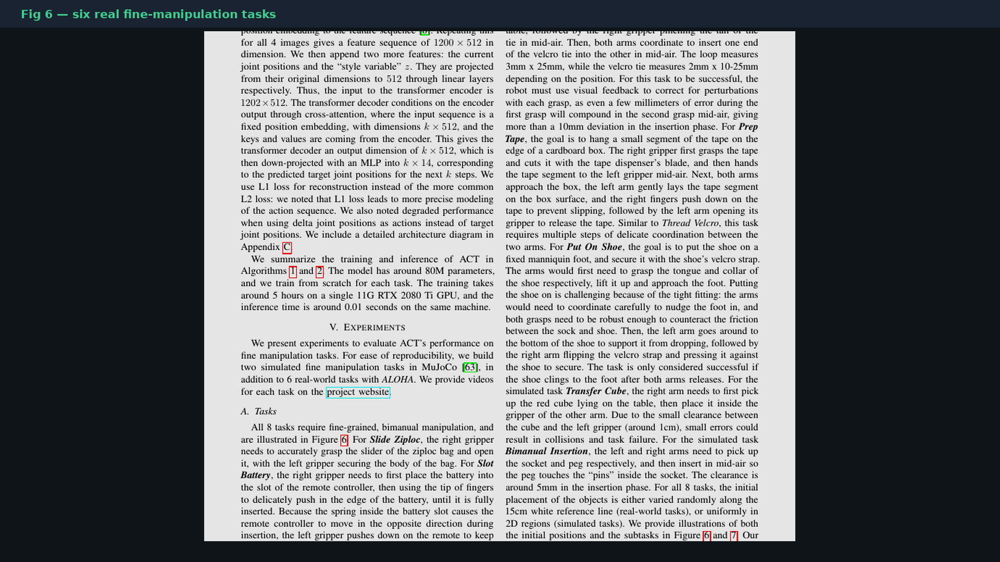 Fig 6 — six real fine-manipulation tasks
position embedding to the feature sequence [8]. Repeating this
for all 4 images gives a feature sequence of 1200 × 512 in
dimension. We then append two more features: the current
joint positions and the “style variable” z. They are projected
from their original dimensions to 512 through linear layers
respectively. Thus, the input to the transformer encoder is
1202×512. The transformer decoder conditions on the encoder
output through cross-attention, where the input sequence is a
fixed position embedding, with dimensions k × 512, and the
keys and values are coming from the encoder. This gives the
transformer decoder an output dimension of k × 512, which is
then down-projected with an MLP into k × 14, corresponding
to the predicted target joint positions for the next k steps. We
use L1 loss for reconstruction instead of the more common
L2 loss: we noted that L1 loss leads to more precise modeling
of the action sequence. We also noted degraded performance
when using delta joint positions as actions instead of target
joint positions. We include a detailed architecture diagram in
Appendix C.
We summarize the training and inference of ACT in
Algorithms 1 and 2. The model has around 80M parameters,
and we train from scratch for each task. The training takes
around 5 hours on a single 11G RTX 2080 Ti GPU, and the
inference time is around 0.01 seconds on the same machine.
V. EXPERIMENTS
We present experiments to evaluate ACT’s performance on
fine manipulation tasks. For ease of reproducibility, we build
two simulated fine manipulation tasks in MuJoCo [63], in
addition to 6 real-world tasks with ALOHA. We provide videos
for each task on the project website.
A. Tasks
All 8 tasks require fine-grained, bimanual manipulation, and
are illustrated in Figure 6. For Slide Ziploc, the right gripper
needs to accurately grasp the slider of the ziploc bag and open
it, with the left gripper securing the body of the bag. For Slot
Battery, the right gripper needs to first place the battery into
the slot of the remote controller, then using the tip of fingers
to delicately push in the edge of the battery, until it is fully
inserted. Because the spring inside the battery slot causes the
remote controller to move in the opposite direction during
insertion, the left gripper pushes down on the remote to keep
table, followed by the right gripper pinching the tail of the
tie in mid-air. Then, both arms coordinate to insert one end
of the velcro tie into the other in mid-air. The loop measures
3mm x 25mm, while the velcro tie measures 2mm x 10-25mm
depending on the position. For this task to be successful, the
robot must use visual feedback to correct for perturbations
with each grasp, as even a few millimeters of error during the
first grasp will compound in the second grasp mid-air, giving
more than a 10mm deviation in the insertion phase. For Prep
Tape, the goal is to hang a small segment of the tape on the
edge of a cardboard box. The right gripper first grasps the tape
and cuts it with the tape dispenser’s blade, and then hands
the tape segment to the left gripper mid-air. Next, both arms
approach the box, the left arm gently lays the tape segment
on the box surface, and the right fingers push down on the
tape to prevent slipping, followed by the left arm opening its
gripper to release the tape. Similar to Thread Velcro, this task
requires multiple steps of delicate coordination between the
two arms. For Put On Shoe, the goal is to put the shoe on a
fixed manniquin foot, and secure it with the shoe’s velcro strap.
The arms would first need to grasp the tongue and collar of
the shoe respectively, lift it up and approach the foot. Putting
the shoe on is challenging because of the tight fitting: the arms
would need to coordinate carefully to nudge the foot in, and
both grasps need to be robust enough to counteract the friction
between the sock and shoe. Then, the left arm goes around to
the bottom of the shoe to support it from dropping, followed by
the right arm flipping the velcro strap and pressing it against
the shoe to secure. The task is only considered successful if
the shoe clings to the foot after both arms releases. For the
simulated task Transfer Cube, the right arm needs to first pick
up the red cube lying on the table, then place it inside the
gripper of the other arm. Due to the small clearance between
the cube and the left gripper (around 1cm), small errors could
result in collisions and task failure. For the simulated task
Bimanual Insertion, the left and right arms need to pick up
the socket and peg respectively, and then insert in mid-air so
the peg touches the “pins” inside the socket. The clearance is
around 5mm in the insertion phase. For all 8 tasks, the initial
placement of the objects is either varied randomly along the
15cm white reference line (real-world tasks), or uniformly in
2D regions (simulated tasks). We provide illustrations of both
the initial positions and the subtasks in Figure 6 and 7. Our